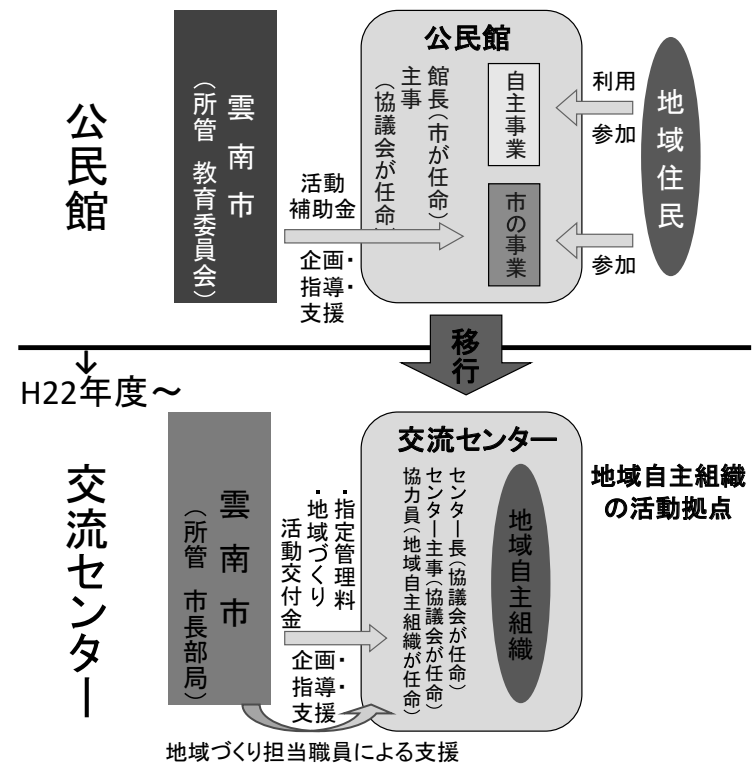 公民館
雲南市
（所管 教育委員会）
活動
補助金
企画・
指導・
支援
公民館
館長（市が任命）
主事
（協議会が任命）
自主事業
市の事業
利用
参加
参加
地域住民
移行
↓
H22年度～
交流センター
雲南市
（所管 市長部局）
・指定管理料
・地域づくり
活動交付金
企画・
指導・
支援
地域づくり担当職員による支援
交流センター
センター長（協議会が任命）
センター主事（協議会が任命）
協力員（地域自主組織が任命）
地域自主組織
地域自主組織
の活動拠点